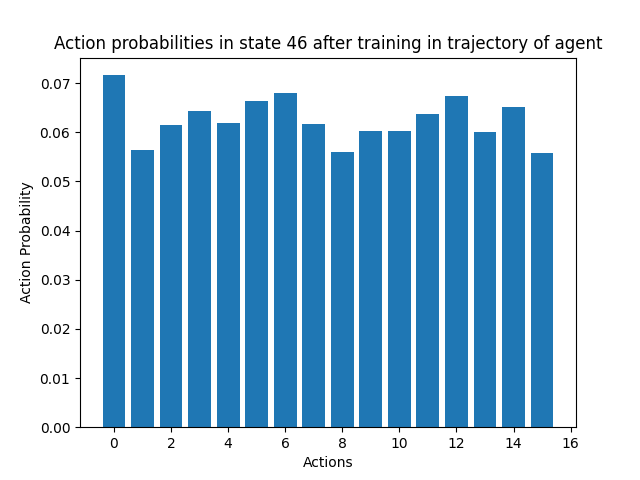 Action probabilities in state 46 after training in trajectory of agent
0.07
0.06
0.05
0.04
0.03
0.02
0.01
0.00
Action Probability
0 2 4 6 8 10 12 14 16
Actions